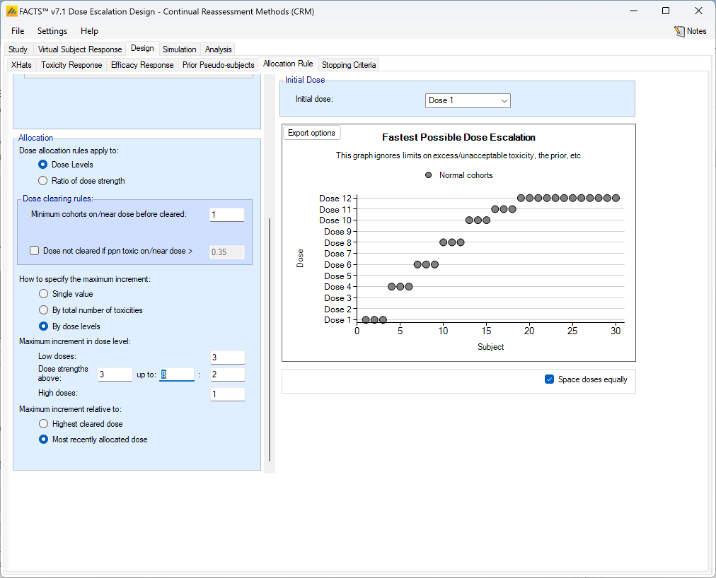 FACTS™ v7.1 Dose Escalation Design - Continual Reassessment Methods (CRM)
File Settings Help
Notes
Study Virtual Subject Response Design Simulation Analysis
XHats Toxicity Response Efficacy Response Prior Pseudo-subjects Allocation Rule Stopping Criteria
Allocation
Dose allocation rules apply to:
Dose Levels
Ratio of dose strength
Dose clearing rules:
Minimum cohorts on/near dose before cleared: 1
Dose not cleared if ppn toxic on/near dose > 0.35
How to specify the maximum increment:
Single value
By total number of toxicities
By dose levels
Maximum increment in dose level:
Low doses: 3
Dose strengths
above: 3 up to: 8 : 2
High doses: 1
Maximum increment relative to:
Highest cleared dose
Most recently allocated dose
Initial Dose
Initial dose: Dose 1
Export options
Fastest Possible Dose Escalation
This graph ignores limits on excess/unacceptable toxicity, the prior, etc
Normal cohorts
Dose
Dose 12
Dose 11
Dose 10
Dose 9
Dose 8
Dose 7
Dose 6
Dose 5
Dose 4
Dose 3
Dose 2
Dose 1
0 5 10 15 20 25 30
Subject
Space doses equally